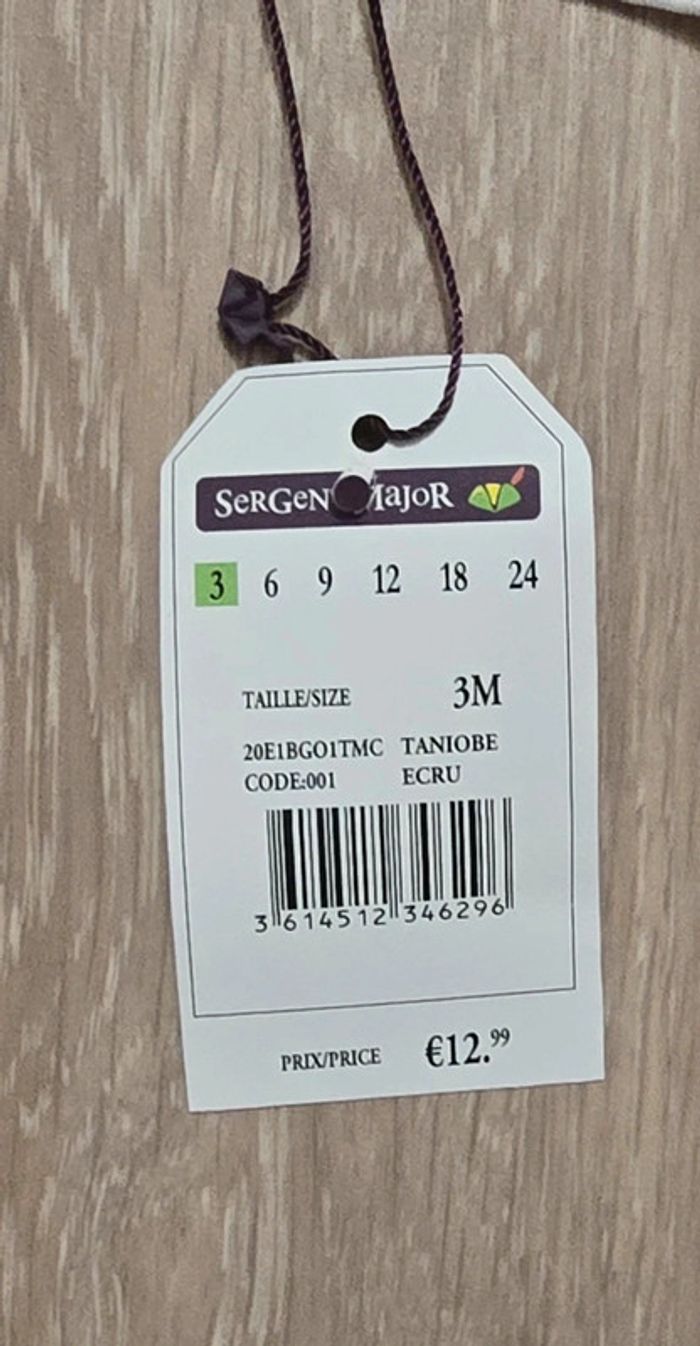 SERGENT MAJOR
3 6 9 12 18 24
TAILLE/SIZE 3M
20E1BGO1TMC TANIOBE
CODE:001 ECRU
3 614512 346296
PRIX/PRICE €12.99